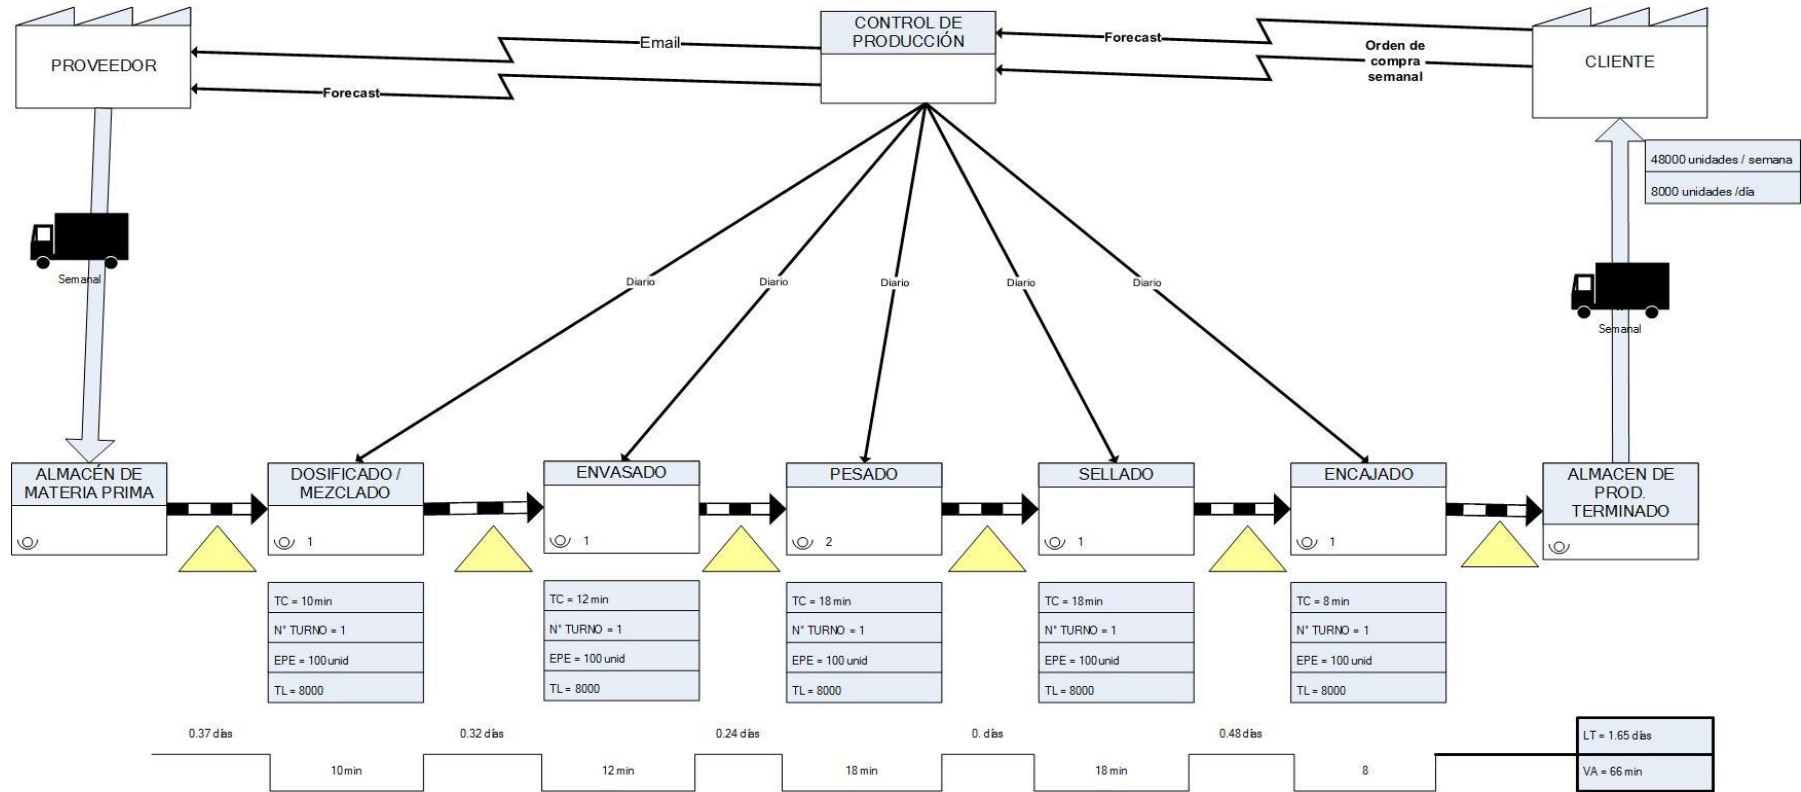 PROVEEDOR
Email
Forecast
CONTROL DE
PRODUCCIÓN
Forecast
Orden de
compra
semanal
CLIENTE
48000 unidades / semana
8000 unidades /día
Semanal
Semanal
Diario
Diario
Diario
Diario
Diario
ALMACÉN DE
MATERIA PRIMA
DOSIFICADO /
MEZCLADO
1
ENVASADO
1
PESADO
2
SELLADO
1
ENCAJADO
1
ALMACEN DE
PROD.
TERMINADO
TC = 10 min
N° TURNO = 1
EPE = 100 unid
TL = 8000
TC = 12 min
N° TURNO = 1
EPE = 100 unid
TL = 8000
TC = 18 min
N° TURNO = 1
EPE = 100 unid
TL = 8000
TC = 18min
N° TURNO = 1
EPE = 100unid
TL = 8000
TC = 8 min
N° TURNO = 1
EPE = 100 unid
TL = 8000
0.37 días
0.32 días
0.24 días
0. días
0.48 días
10min
12 min
18 min
18 min
8
LT = 1.65 días
VA = 66 min